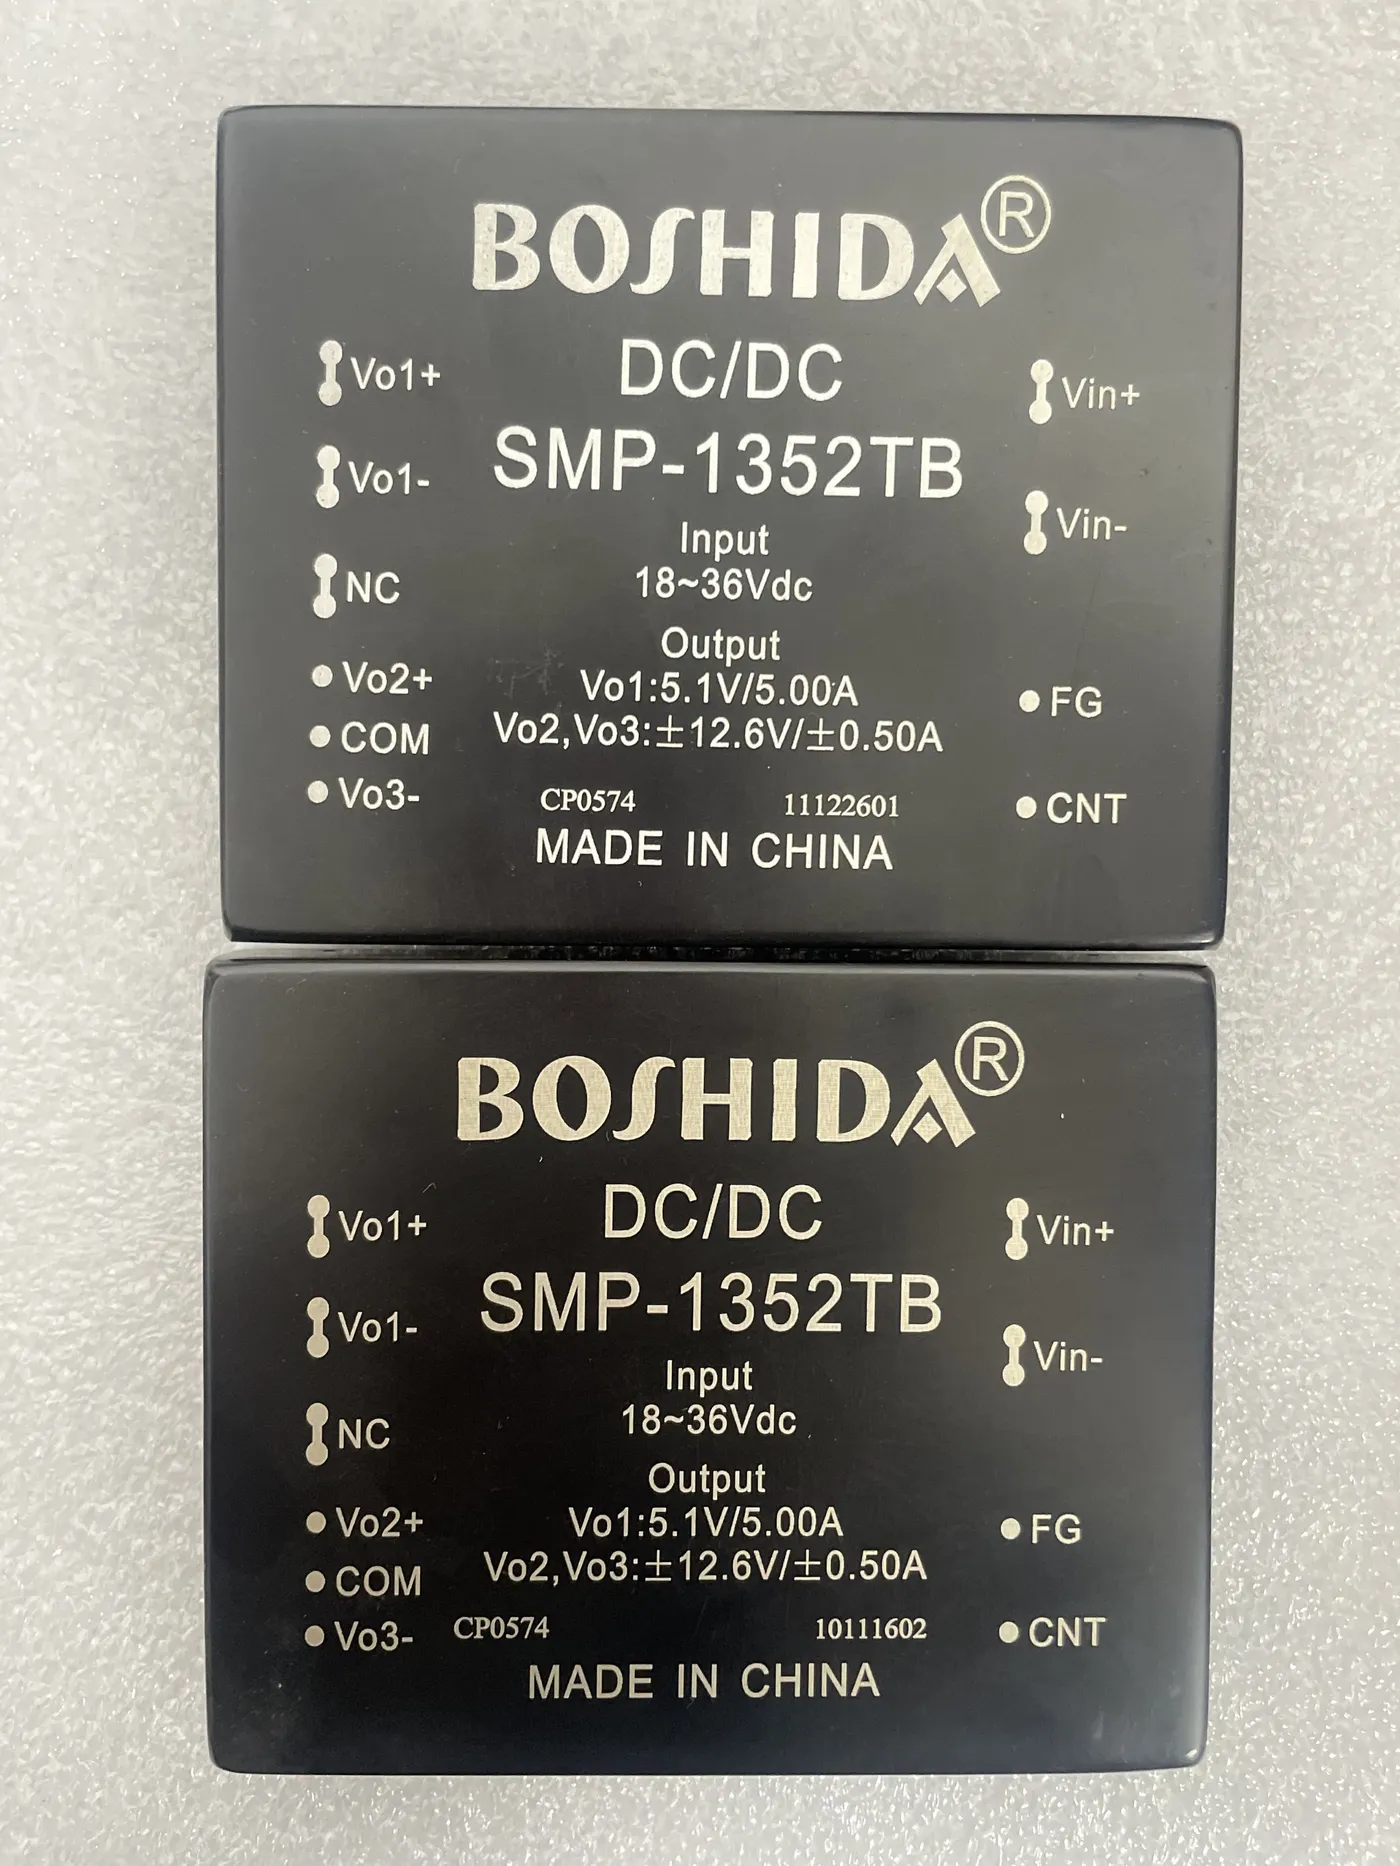 BOSHIDA®
DC/DC
Vo1+
Vin+
SMP-1352TB
Vo1-
Vin-
Input
18~36Vdc
NC
Output
Vo2+
Vo1:5.1V/5.00A
FG
COM
Vo2,Vo3:±12.6V/±0.50A
Vo3-
CP0574 11122601
CNT
MADE IN CHINA
BOSHIDA®
DC/DC
Vo1+
Vin+
SMP-1352TB
Vo1-
Vin-
Input
18~36Vdc
NC
Output
Vo2+
Vo1:5.1V/5.00A
FG
COM
Vo2,Vo3:±12.6V/±0.50A
Vo3-
CP0574 10111602
CNT
MADE IN CHINA